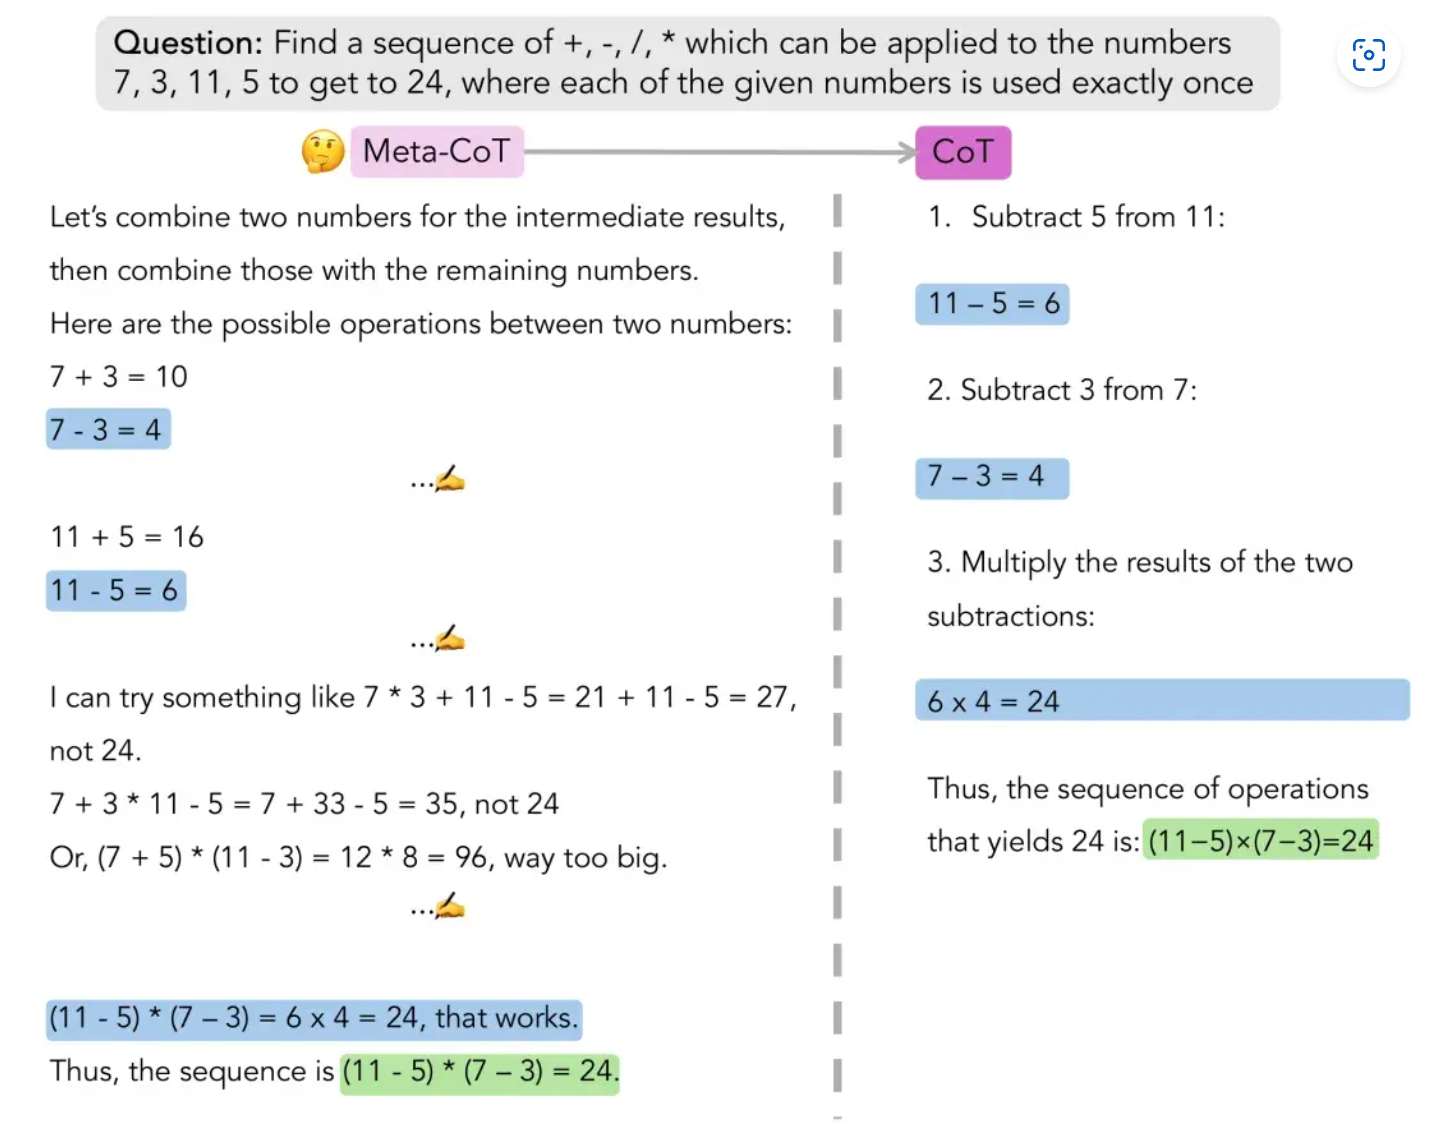 Question: Find a sequence of +, -, /, * which can be applied to the numbers
7, 3, 11, 5 to get to 24, where each of the given numbers is used exactly once
Meta-CoT
CoT
Let's combine two numbers for the intermediate results,
then combine those with the remaining numbers.
Here are the possible operations between two numbers:
7 + 3 = 10
7 - 3 = 4
...
11 + 5 = 16
11 - 5 = 6
...
I can try something like 7 * 3 + 11 - 5 = 21 + 11 - 5 = 27,
not 24.
7 + 3 * 11 - 5 = 7 + 33 - 5 = 35, not 24
Or, (7 + 5) * (11 - 3) = 12 * 8 = 96, way too big.
...
(11 - 5) * (7 – 3) = 6 x 4 = 24, that works.
Thus, the sequence is (11 - 5) * (7 – 3) = 24.
1. Subtract 5 from 11:
11 – 5 = 6
2. Subtract 3 from 7:
7 – 3 = 4
3. Multiply the results of the two
subtractions:
6 x 4 = 24
Thus, the sequence of operations
that yields 24 is: (11−5)×(7−3)=24